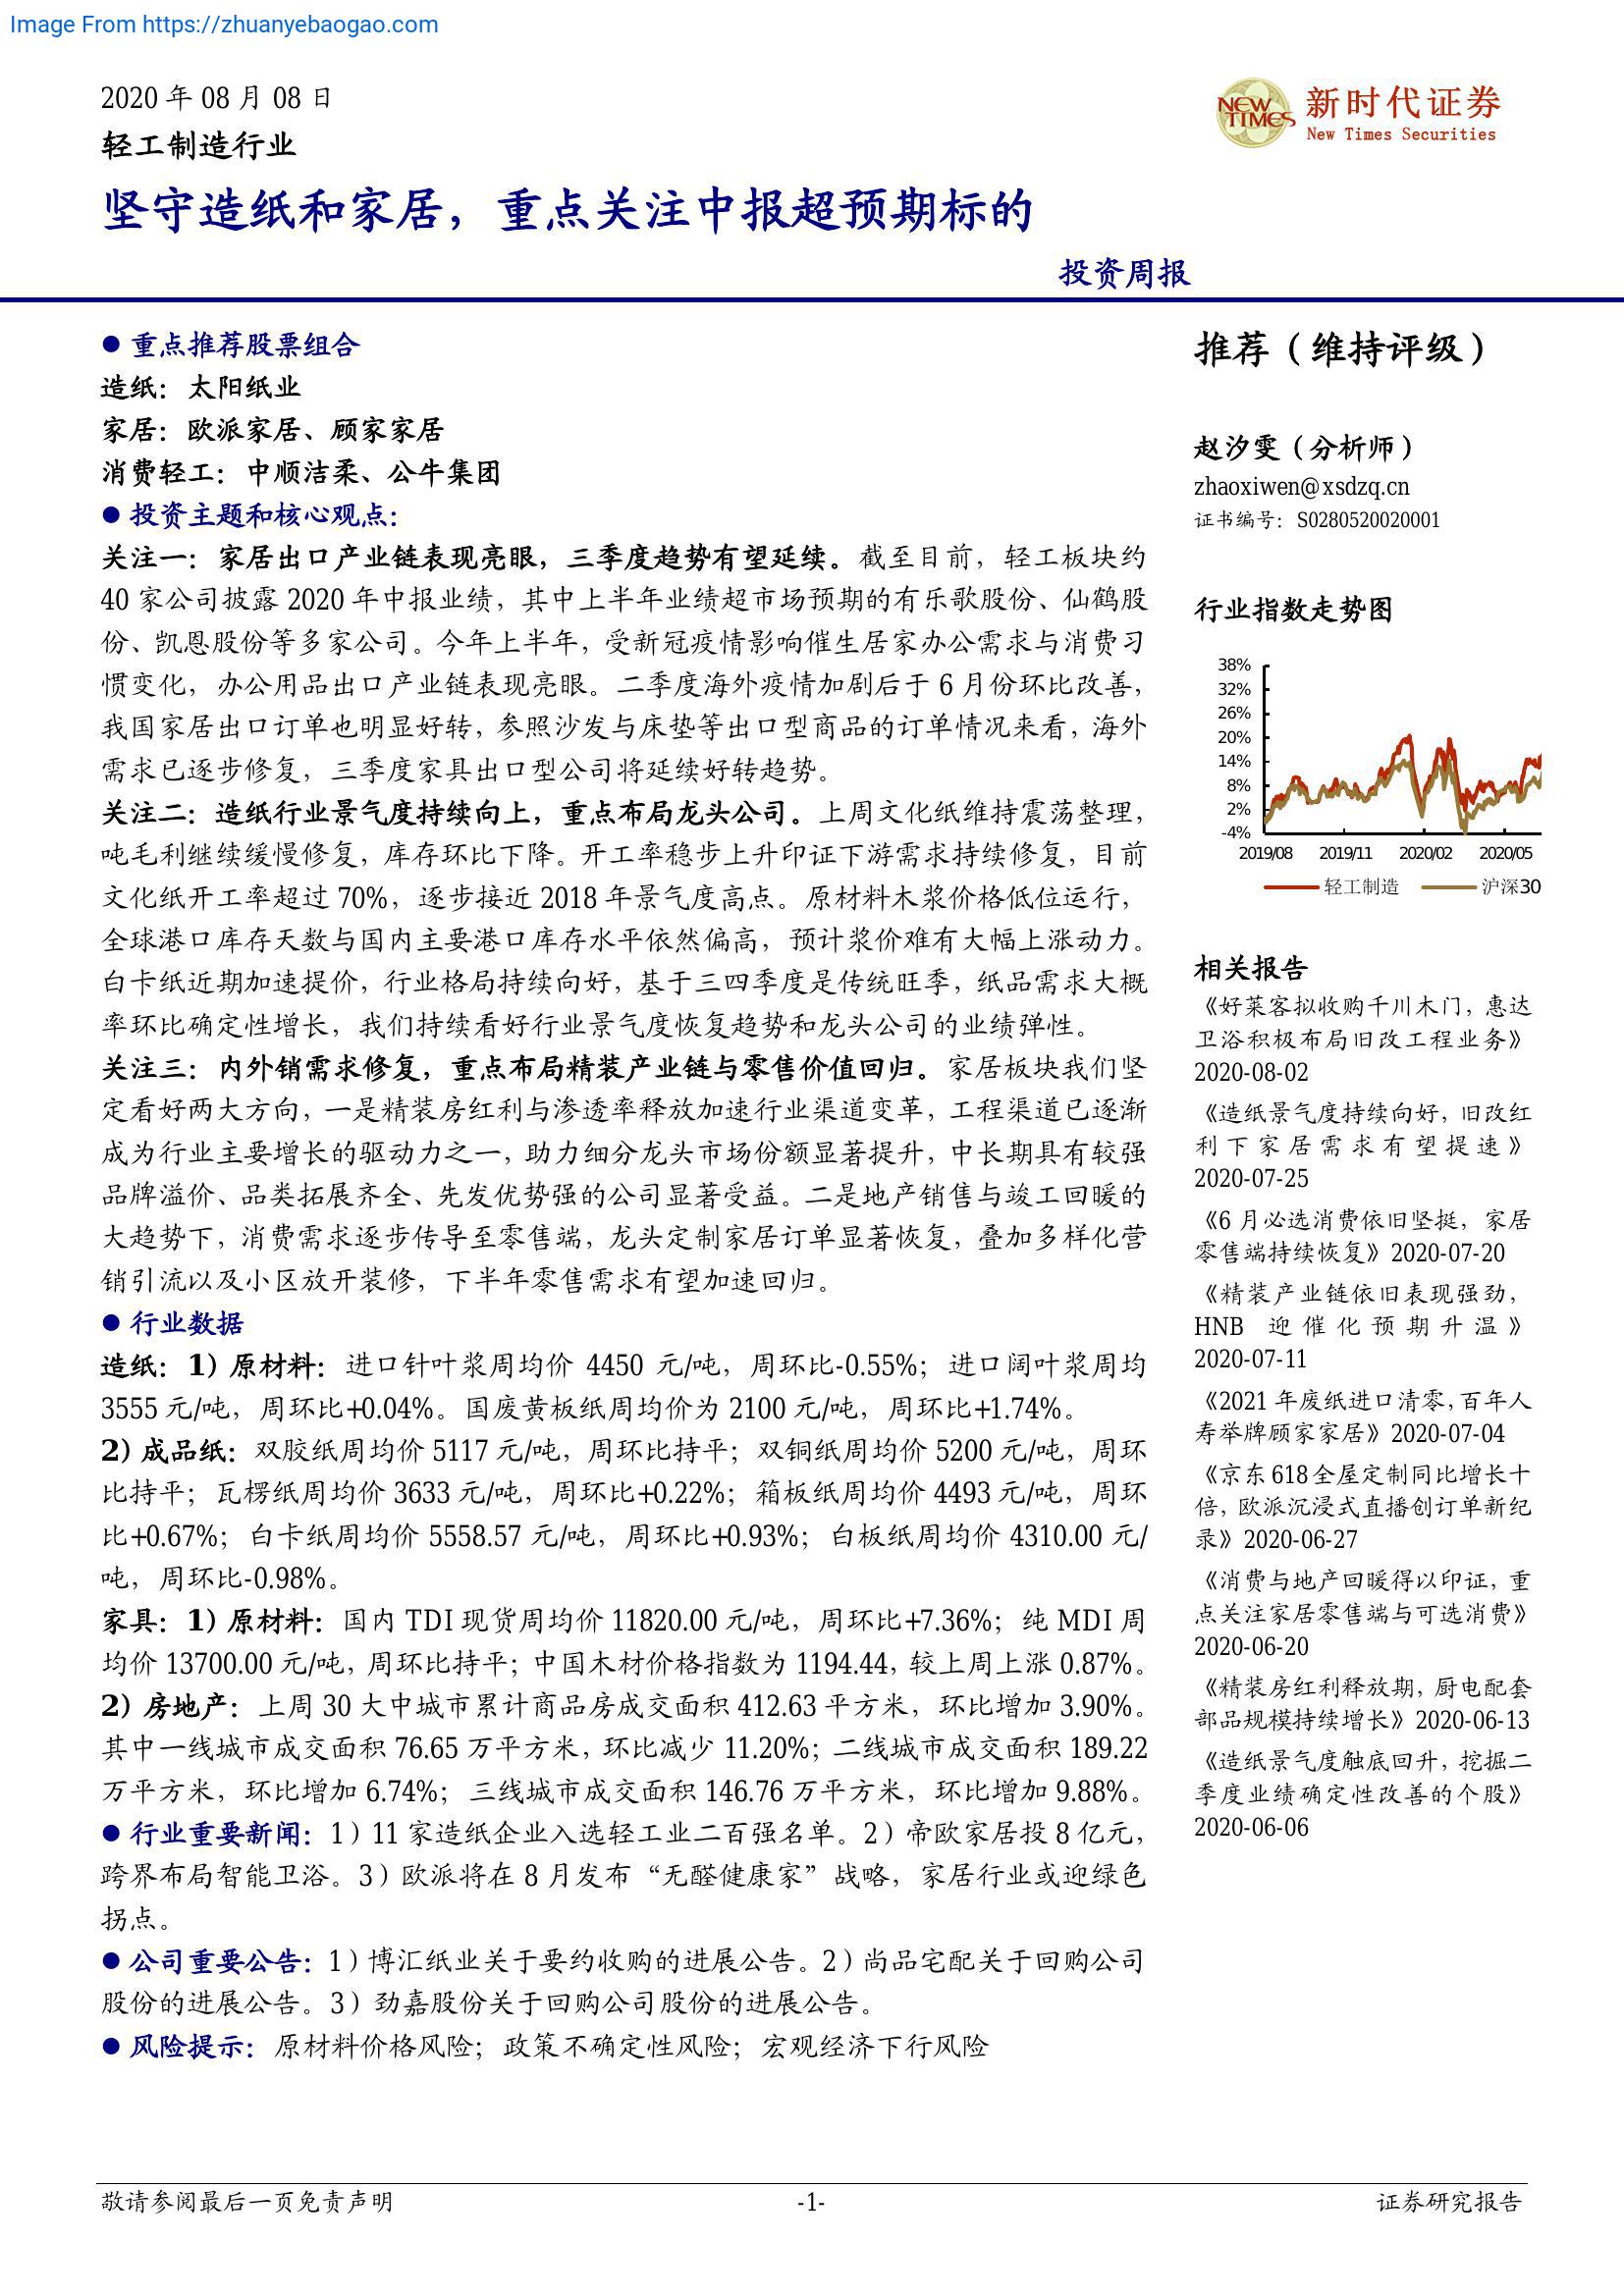 Image From https://zhuanyebaogao.com
2020 年 08 月 08 日
轻工制造行业
坚守造纸和家居，重点关注中报超预期标的
投资周报
NEW TIMES
新时代证券
New Times Securities
● 重点推荐股票组合
造纸：太阳纸业
家居：欧派家居、顾家家居
消费轻工：中顺洁柔、公牛集团
● 投资主题和核心观点：
关注一：家居出口产业链表现亮眼，三季度趋势有望延续。截至目前，轻工板块约
40 家公司披露 2020 年中报业绩，其中上半年业绩超市场预期的有乐歌股份、仙鹤股
份、凯恩股份等多家公司。今年上半年，受新冠疫情影响催生居家办公需求与消费习
惯变化，办公用品出口产业链表现亮眼。二季度海外疫情加剧后于 6 月份环比改善，
我国家居出口订单也明显好转，参照沙发与床垫等出口型商品的订单情况来看，海外
需求已逐步修复，三季度家具出口型公司将延续好转趋势。
关注二：造纸行业景气度持续向上，重点布局龙头公司。上周文化纸维持震荡整理，
吨毛利继续缓慢修复，库存环比下降。开工率稳步上升印证下游需求持续修复，目前
文化纸开工率超过 70%，逐步接近 2018 年景气度高点。原材料木浆价格低位运行，
全球港口库存天数与国内主要港口库存水平依然偏高，预计浆价难有大幅上涨动力。
白卡纸近期加速提价，行业格局持续向好，基于三四季度是传统旺季，纸品需求大概
率环比确定性增长，我们持续看好行业景气度恢复趋势和龙头公司的业绩弹性。
关注三：内外销需求修复，重点布局精装产业链与零售价值回归。家居板块我们坚
定看好两大方向，一是精装房红利与渗透率释放加速行业渠道变革，工程渠道已逐渐
成为行业主要增长的驱动力之一，助力细分龙头市场份额显著提升，中长期具有较强
品牌溢价、品类拓展齐全、先发优势强的公司显著受益。二是地产销售与竣工回暖的
大趋势下，消费需求逐步传导至零售端，龙头定制家居订单显著恢复，叠加多样化营
销引流以及小区放开装修，下半年零售需求有望加速回归。
● 行业数据
造纸：1）原材料：进口针叶浆周均价 4450 元/吨，周环比-0.55%；进口阔叶浆周均
3555 元/吨，周环比+0.04%。国废黄板纸周均价为 2100 元/吨，周环比+1.74%。
2）成品纸：双胶纸周均价 5117 元/吨，周环比持平；双铜纸周均价 5200 元/吨，周环
比持平；瓦楞纸周均价 3633 元/吨，周环比+0.22%；箱板纸周均价 4493 元/吨，周环
比+0.67%；白卡纸周均价 5558.57 元/吨，周环比+0.93%；白板纸周均价 4310.00 元/
吨，周环比-0.98%。
家具：1）原材料：国内 TDI 现货周均价 11820.00 元/吨，周环比+7.36%；纯 MDI 周
均价 13700.00 元/吨，周环比持平；中国木材价格指数为 1194.44，较上周上涨 0.87%。
2）房地产：上周 30 大中城市累计商品房成交面积 412.63 平方米，环比增加 3.90%。
其中一线城市成交面积 76.65 万平方米，环比减少 11.20%；二线城市成交面积 189.22
万平方米，环比增加 6.74%；三线城市成交面积 146.76 万平方米，环比增加 9.88%。
● 行业重要新闻：1）11 家造纸企业入选轻工业二百强名单。2）帝欧家居投 8 亿元，
跨界布局智能卫浴。3）欧派将在 8 月发布“无醛健康家”战略，家居行业或迎绿色
拐点。
● 公司重要公告：1）博汇纸业关于要约收购的进展公告。2）尚品宅配关于回购公司
股份的进展公告。3）劲嘉股份关于回购公司股份的进展公告。
● 风险提示：原材料价格风险；政策不确定性风险；宏观经济下行风险
推荐（维持评级）
赵汐雯（分析师）
zhaoxiwen@xsdzq.cn
证书编号：S0280520020001
行业指数走势图
38%
32%
26%
20%
14%
8%
2%
-4%
2019/08 2019/11 2020/02 2020/05
轻工制造 沪深30
相关报告
《好莱客拟收购千川木门，惠达
卫浴积极布局旧改工程业务》
2020-08-02
《造纸景气度持续向好，旧改红
利下家居需求有望提速》
2020-07-25
《6 月必选消费依旧坚挺，家居
零售端持续恢复》2020-07-20
《精装产业链依旧表现强劲，
HNB 迎催化预期升温》
2020-07-11
《2021 年废纸进口清零，百年人
寿举牌顾家家居》2020-07-04
《京东 618 全屋定制同比增长十
倍，欧派沉浸式直播创订单新纪
录》2020-06-27
《消费与地产回暖得以印证，重
点关注家居零售端与可选消费》
2020-06-20
《精装房红利释放期，厨电配套
部品规模持续增长》2020-06-13
《造纸景气度触底回升，挖掘二
季度业绩确定性改善的个股》
2020-06-06
敬请参阅最后一页免责声明
-1-
证券研究报告